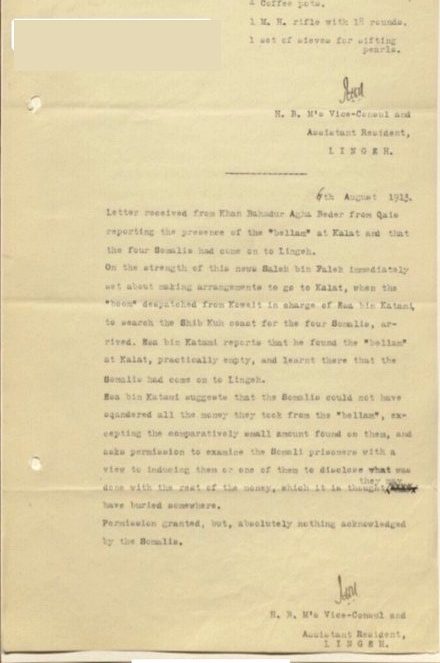 4 Coffee pots.
1 M. H. rifle with 18 rounds.
1 set of sieves for sifting
pearls.
H. B. M's Vice-Consul and
Assistant Resident,
LINGEH.
6th August 1913.
Letter received from Khan Bahadur Agha Beder from Qais
reporting the presence of the "bellam" at Kalat and that
the four Somalis had come on to Lingeh.
On the strength of this news Saleh bin Faleh immediately
set about making arrangements to go to Kalat, when the
"boom" despatched from Koweit in charge of Esa bin Katami,
to search the Shib Kuh coast for the four Somalis, ar-
rived. Esa bin Katami reports that he found the "bellam"
at Kalat, practically empty, and learnt there that the
Somalis had come on to Lingeh.
Esa bin Katami suggests that the Somalis could not have
sqandered all the money they took from the "bellam", ex-
cepting the comparatively small amount found on them, and
asks permission to examine the Somali prisoners with a
view to inducing them or one of them to disclose what was
they may
done with the rest of the money, which it is thought,
have buried somewhere.
Permission granted, but, absolutely nothing acknowledged
by the Somalis.
H. B. M's Vice-Consul and
Assistant Resident,
LINGEH.